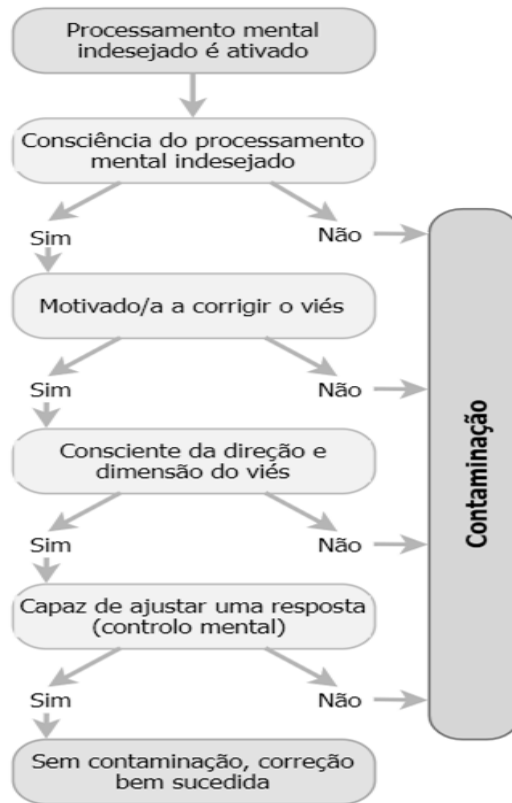 Processamento mental
indesejado é ativado
Consciência do processamento
mental indesejado
Sim
Não
Motivado/a a corrigir o viés
Sim
Não
Consciente da direção e
dimensão do viés
Sim
Não
Capaz de ajustar uma resposta
(controlo mental)
Sim
Não
Sem contaminação, correção
bem sucedida
Contaminação